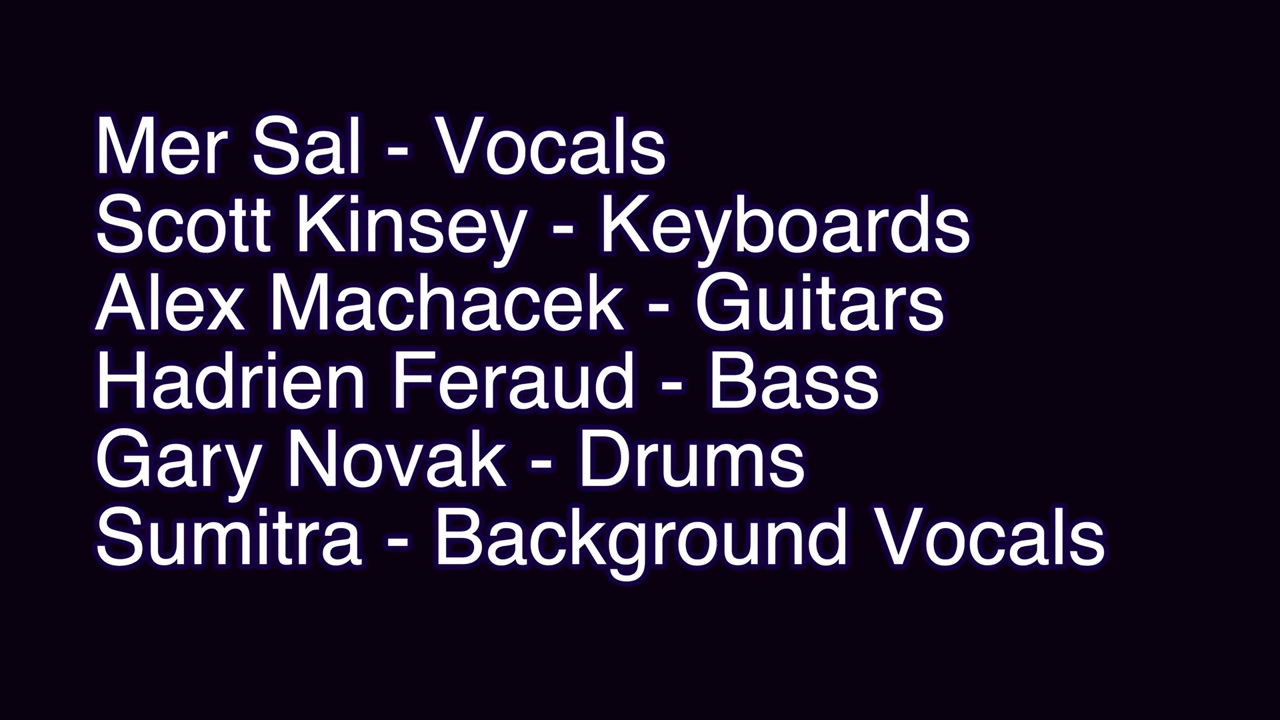 Mer Sal - Vocals
Scott Kinsey - Keyboards
Alex Machacek - Guitars
Hadrien Feraud - Bass
Gary Novak - Drums
Sumitra - Background Vocals